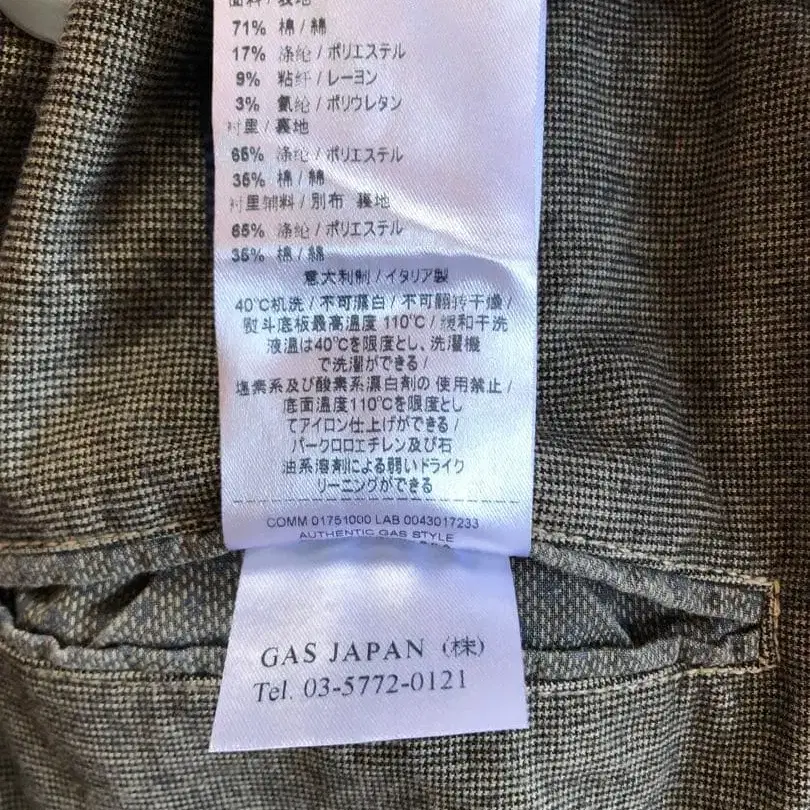 面料 / 表地
71% 棉 / 綿
17% 涤纶 / ポリエステル
9% 粘纤 / レーヨン
3% 氨纶 / ポリウレタン
衬里 / 裏地
65% 涤纶 / ポリエステル
35% 棉 / 綿
衬里辅料 / 別布 裏地
65% 涤纶 / ポリエステル
35% 棉 / 綿
意大利制 / イタリア製
40℃机洗 / 不可漂白 / 不可翻转干燥 /
熨斗底板最高温度 110℃ / 缓和干洗
液温は40℃を限度とし、洗濯機
で洗濯ができる /
塩素系及び酸素系漂白剤の 使用禁止 /
底面温度110℃を限度とし
てアイロン仕上げができる /
パークロロエチレン及び石
油系溶剤による弱いドライク
リーニングができる
COMM 01751000 LAB 0043017233
AUTHENTIC GAS STYLE
GAS JAPAN (株)
Tel. 03-5772-0121